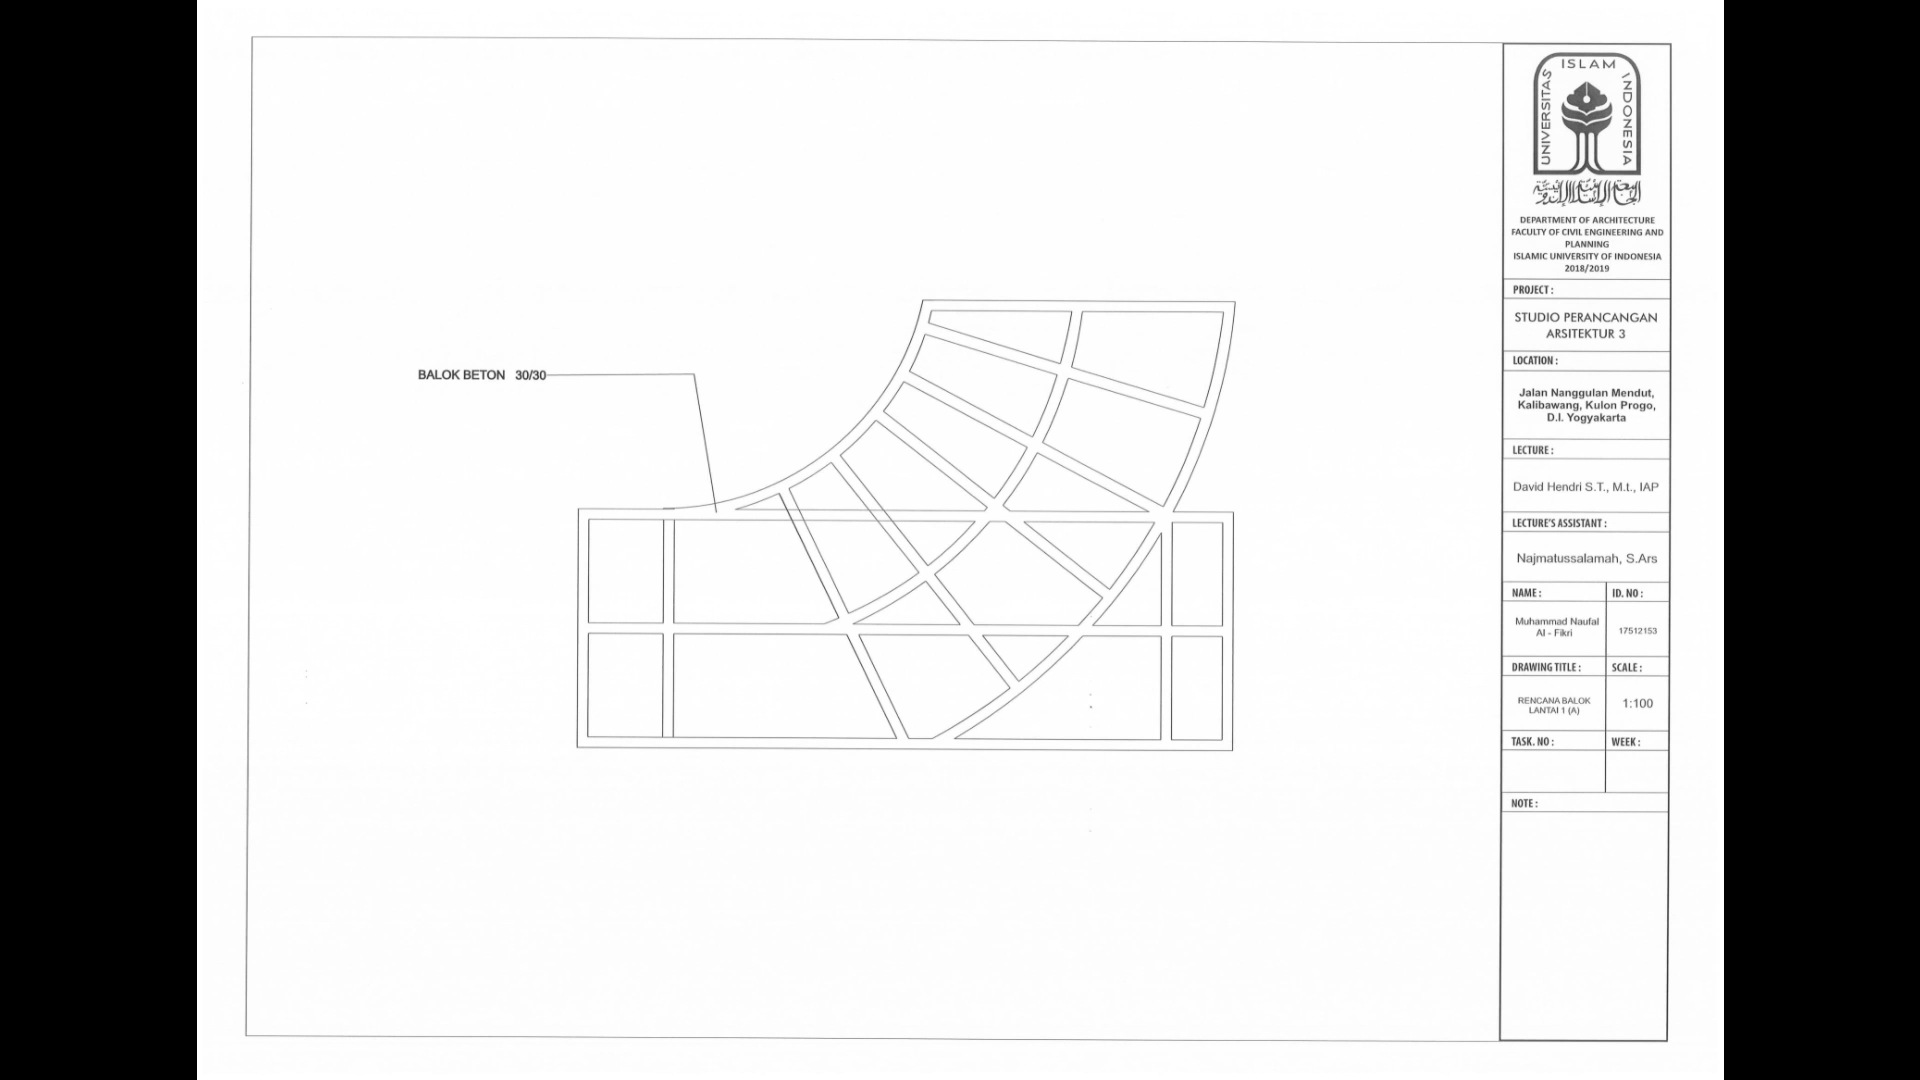 BALOK BETON 30/30
UNIVERSITAS ISLAM INDONESIA
الجامعة الإسلامية الإندونيسية
DEPARTMENT OF ARCHITECTURE
FACULTY OF CIVIL ENGINEERING AND
PLANNING
ISLAMIC UNIVERSITY OF INDONESIA
2018/2019
PROJECT :
STUDIO PERANCANGAN
ARSITEKTUR 3
LOCATION :
Jalan Nanggulan Mendut,
Kalibawang, Kulon Progo,
D.I. Yogyakarta
LECTURE :
David Hendri S.T., M.t., IAP
LECTURE'S ASSISTANT :
Najmatussalamah, S.Ars
NAME : ID. NO :
Muhammad Naufal
Al - Fikri
17512153
DRAWING TITLE : SCALE :
RENCANA BALOK
LANTAI 1 (A)
1:100
TASK. NO : WEEK :
NOTE :